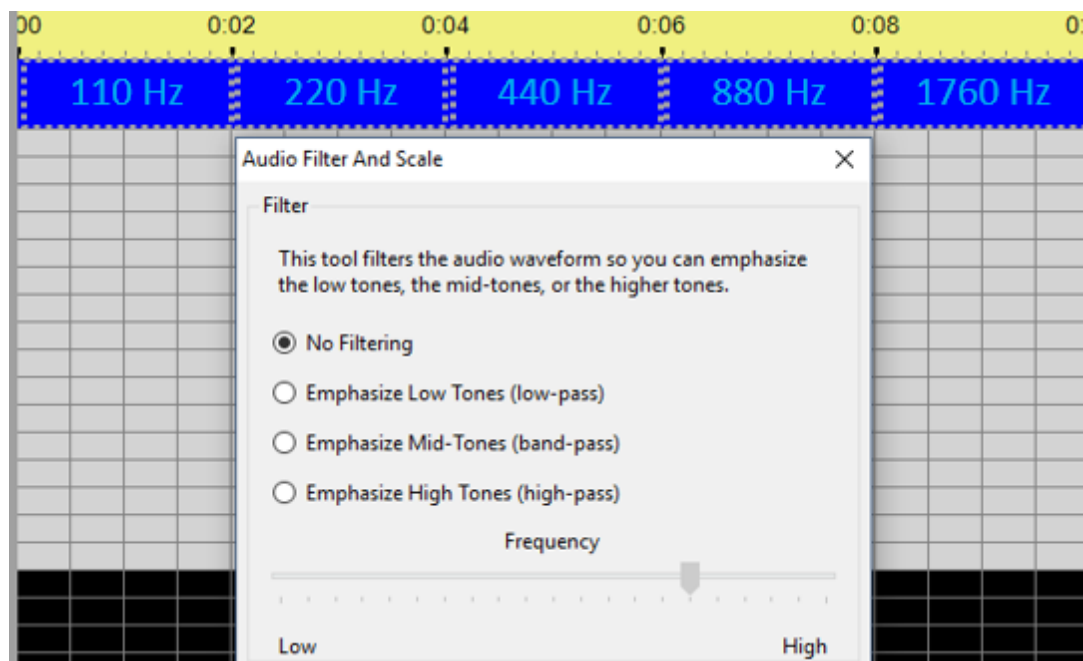 00 0:02 0:04 0:06 0:08 0:
110 Hz 220 Hz 440 Hz 880 Hz 1760 Hz
Audio Filter And Scale
Filter
This tool filters the audio waveform so you can emphasize
the low tones, the mid-tones, or the higher tones.
No Filtering
Emphasize Low Tones (low-pass)
Emphasize Mid-Tones (band-pass)
Emphasize High Tones (high-pass)
Frequency
Low High